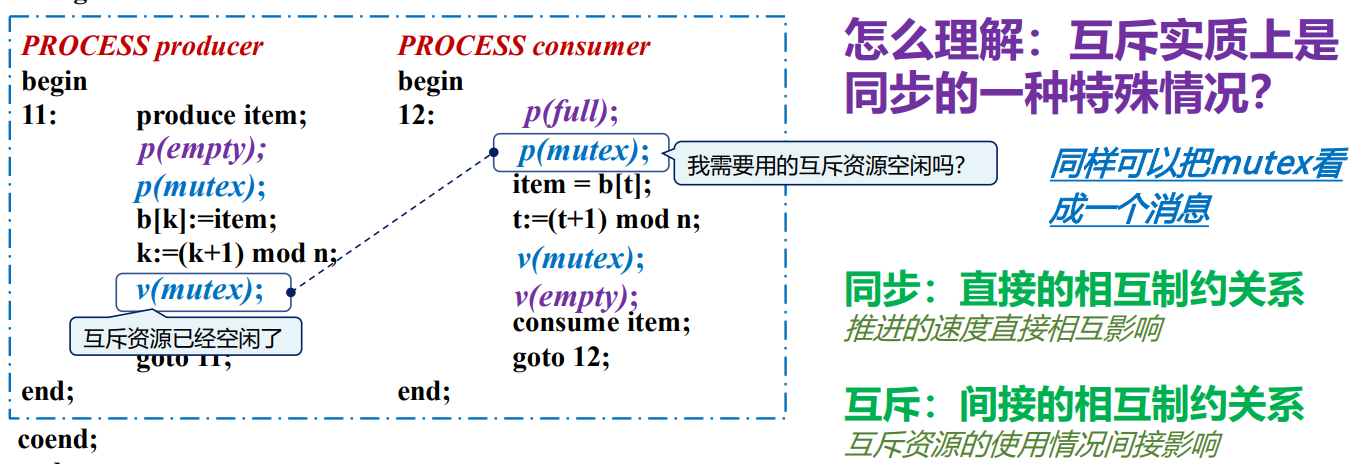 PROCESS producer
begin
11: produce item;
p(empty);
p(mutex);
b[k]:=item;
k:=(k+1) mod n;
v(mutex);
互斥资源已经空闲了
goto 11;
end;
PROCESS consumer
begin
12: p(full);
p(mutex);
我需要用的互斥资源空闲吗?
item = b[t];
t:=(t+1) mod n;
v(mutex);
v(empty);
consume item;
goto 12;
end;
coend;
怎么理解：互斥实质上是
同步的一种特殊情况?
同样可以把mutex看
成一个消息
同步：直接的相互制约关系
推进的速度直接相互影响
互斥：间接的相互制约关系
互斥资源的使用情况间接影响